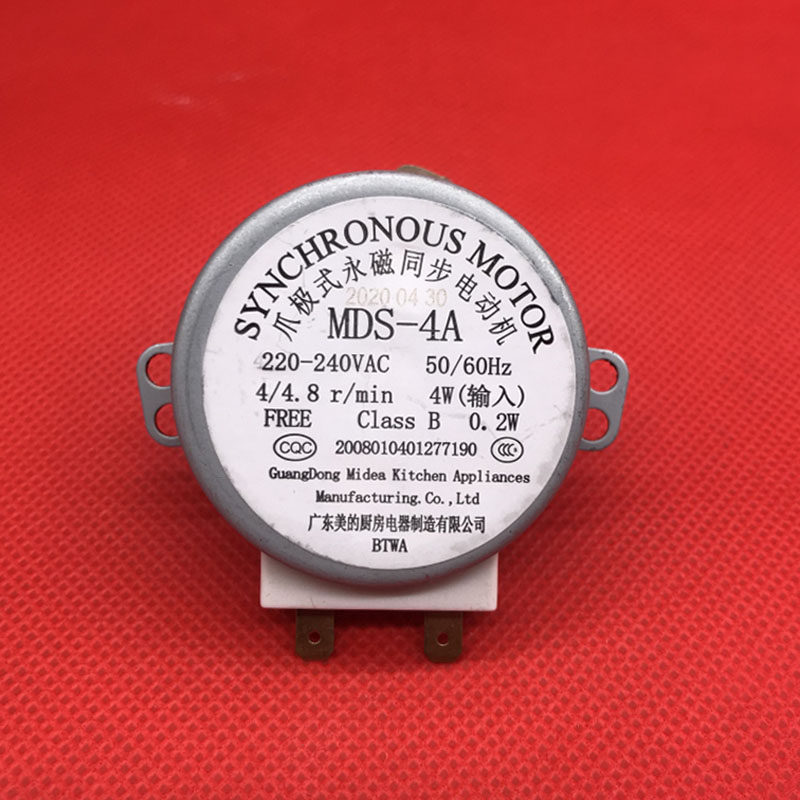 SYNCHRONOUS MOTOR
爪极式永磁同步电动机
2020 04 30
MDS-4A
220-240VAC 50/60Hz
4/4.8 r/min 4W(输入)
FREE Class B 0.2W
CQC 2008010401277190 CCC
GuangDong Midea Kitchen Appliances
Manufacturing.Co.,Ltd
广东美的厨房电器制造有限公司
BTWA